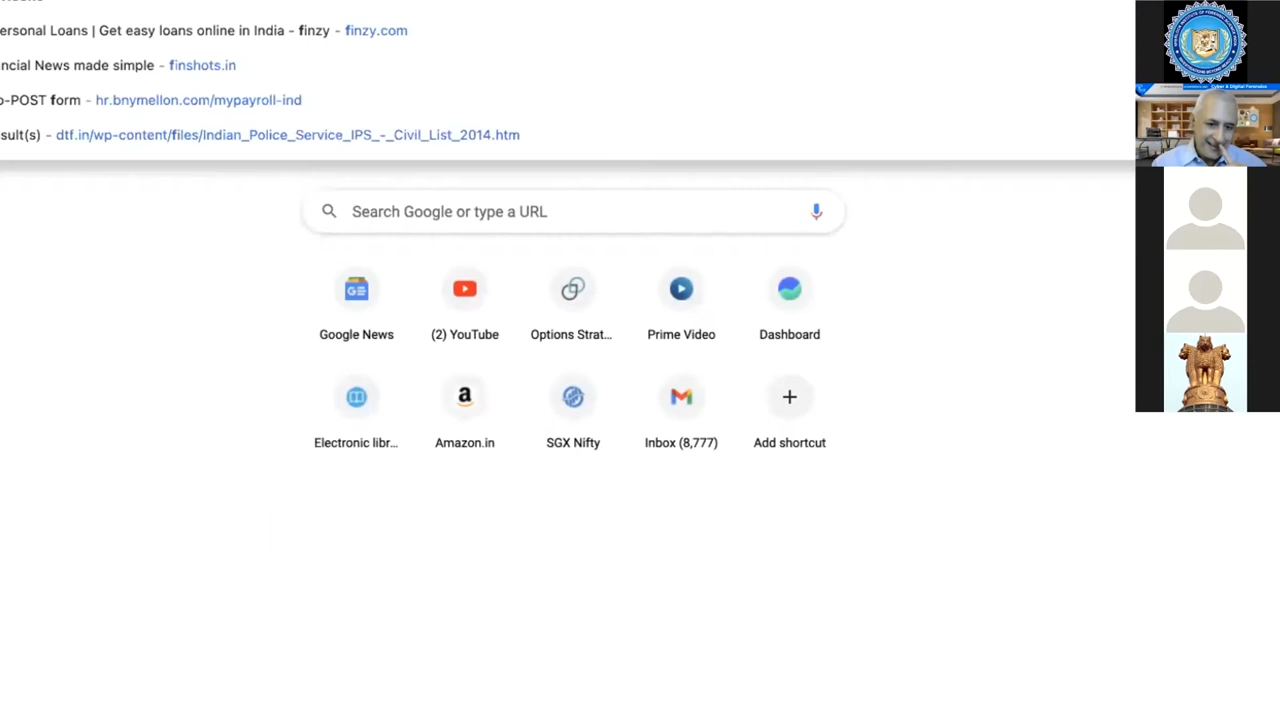 ersonal Loans | Get easy loans online in India - finzy - finzy.com
ncial News made simple - finshots.in
o-POST form - hr.bnymellon.com/mypayroll-ind
sult(s) - dtf.in/wp-content/files/Indian_Police_Service_IPS_-_Civil_List_2014.htm
Cyber & Digital Forensics
Search Google or type a URL
Google News
(2) YouTube
Options Strat...
Prime Video
Dashboard
Electronic libr...
Amazon.in
SGX Nifty
Inbox (8,777)
Add shortcut